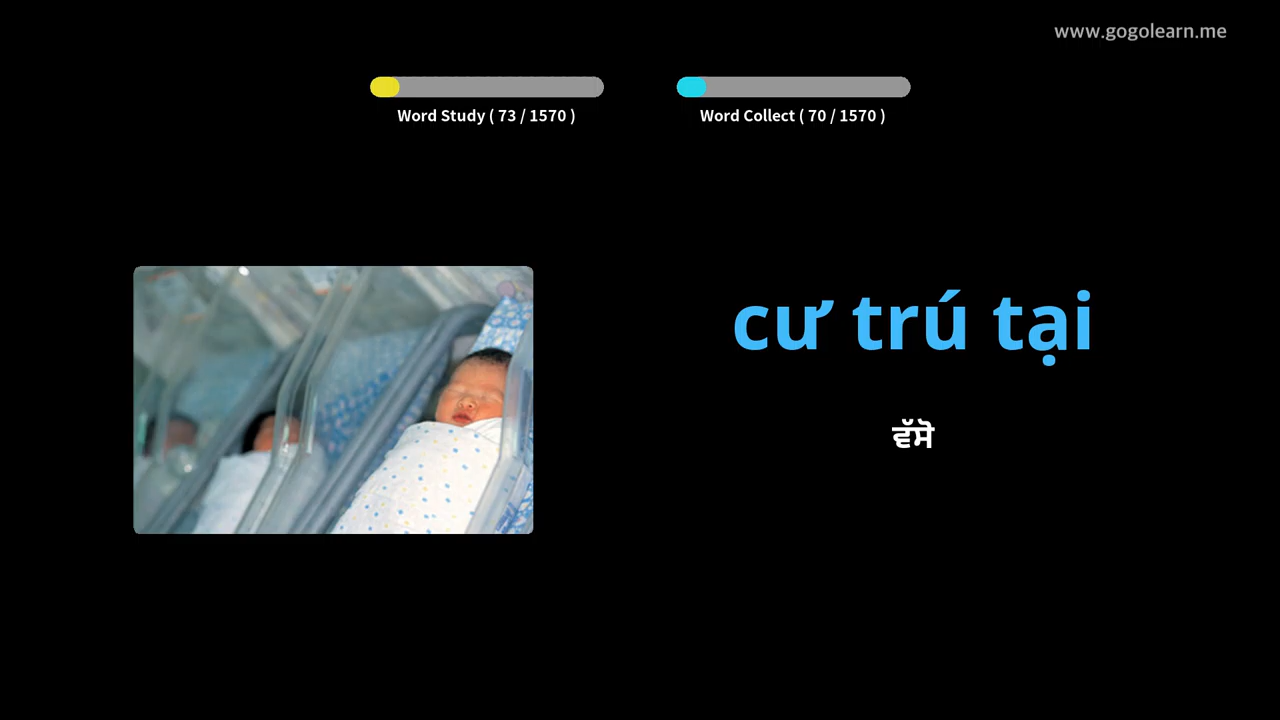 www.gogolearn.me
Word Study ( 73 / 1570 )
Word Collect ( 70 / 1570 )
cư trú tại
ਵੱਸੋ